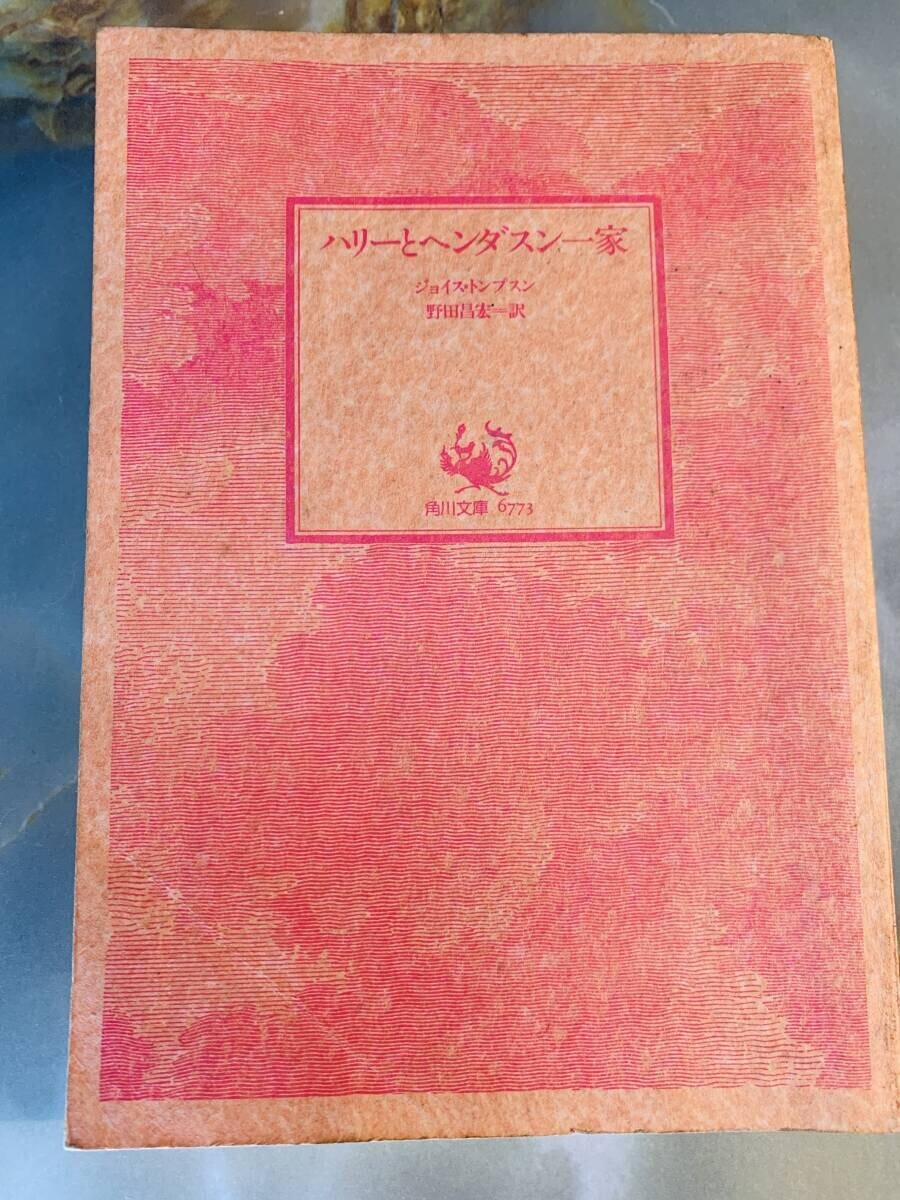 ハリーとヘンダスン一家
ジョイス・トンプスン
野田昌宏=訳
角川文庫 6773